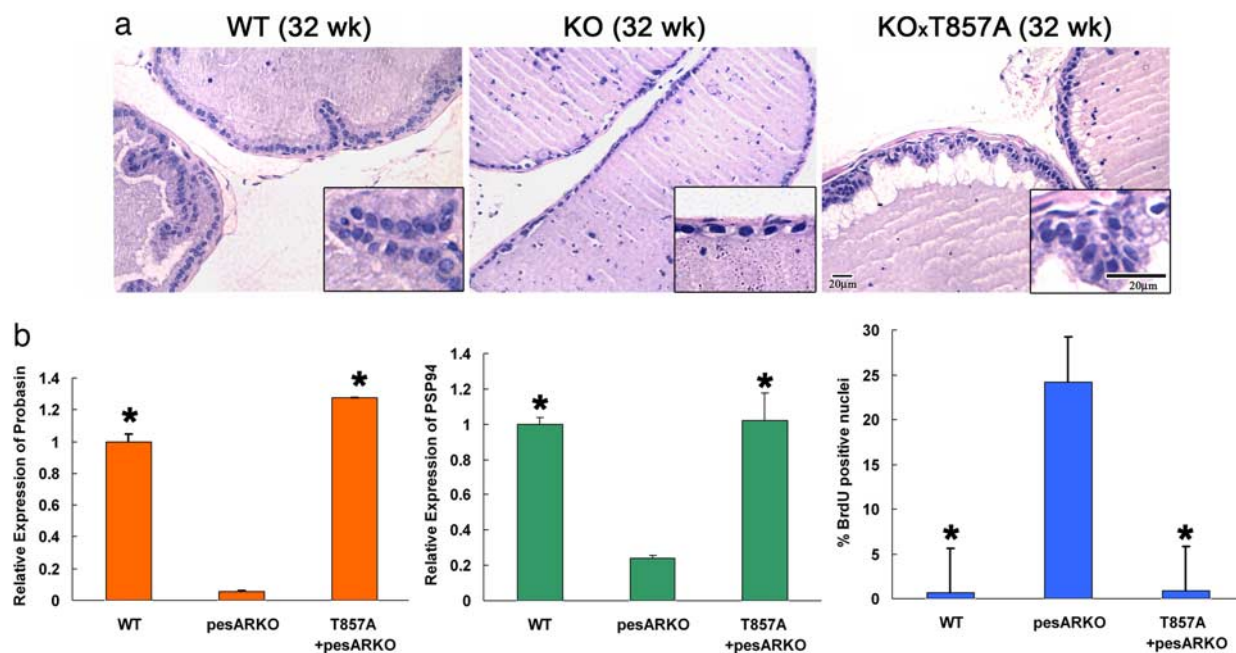 a
WT (32 wk)
KO (32 wk)
KOxT857A (32 wk)
20μm
20μm
b
Relative Expression of Probasin
1.4
1.2
1
0.8
0.6
0.4
0.2
0
*
*
WT
pesARKO
T857A
+pesARKO
Relative Expression of PSP94
1.4
1.2
1
0.8
0.6
0.4
0.2
0
*
*
WT
pesARKO
T857A
+pesARKO
% BrdU positive nuclei
30
25
20
15
10
5
0
*
*
WT
pesARKO
T857A
+pesARKO